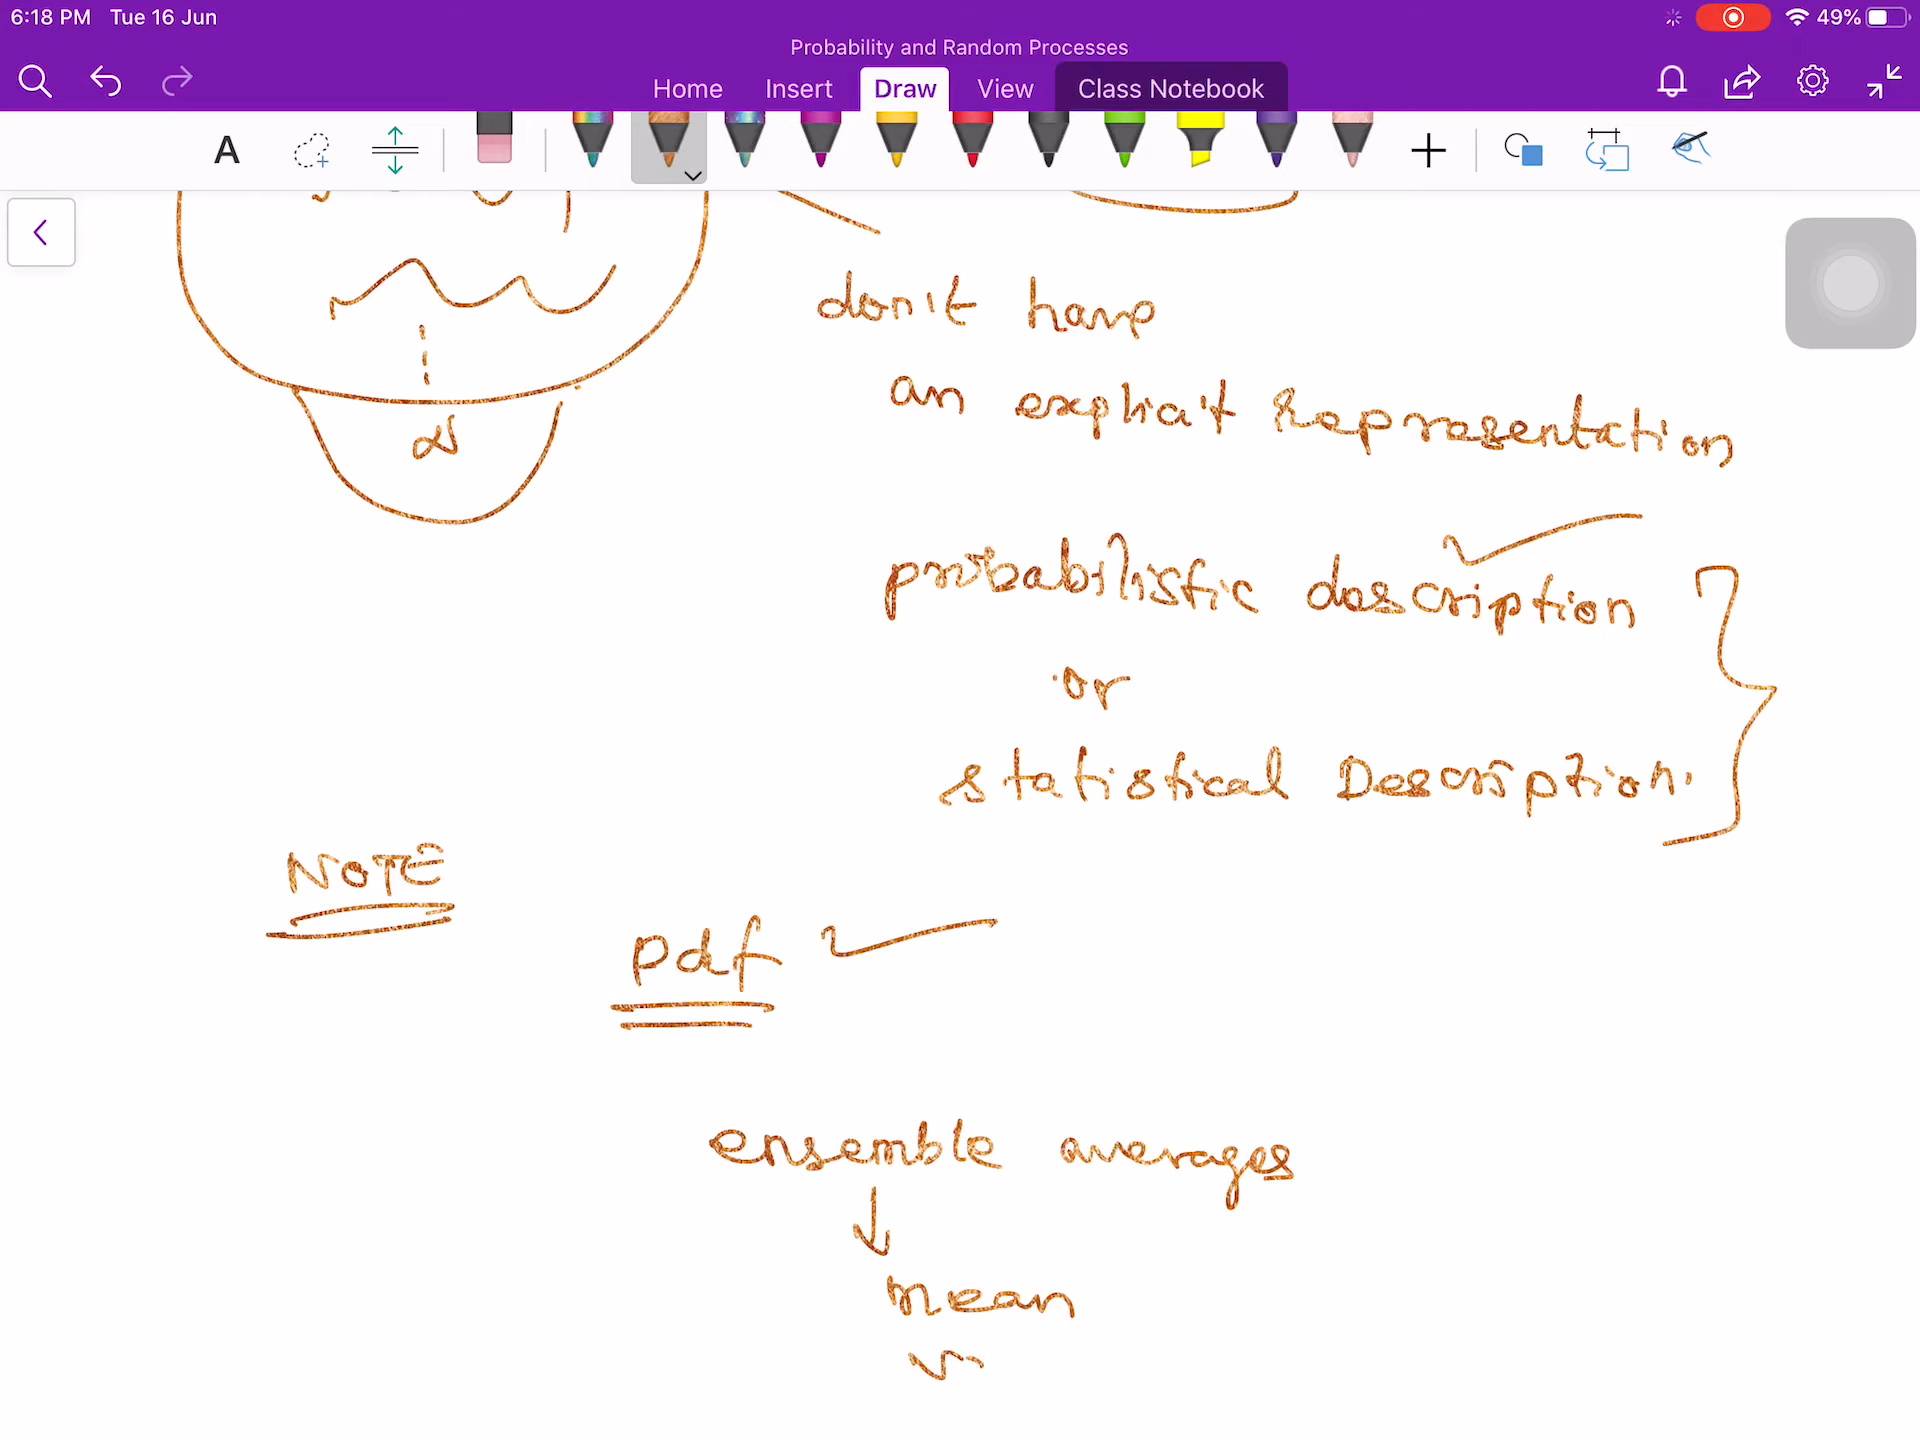 6:18 PM Tue 16 Jun 49%
Probability and Random Processes
Home Insert Draw View Class Notebook
A
don't have
an explicit Representation
α
probabilistic description
or
statistical Description.
NOTE
pdf
ensemble averages
↓
mean